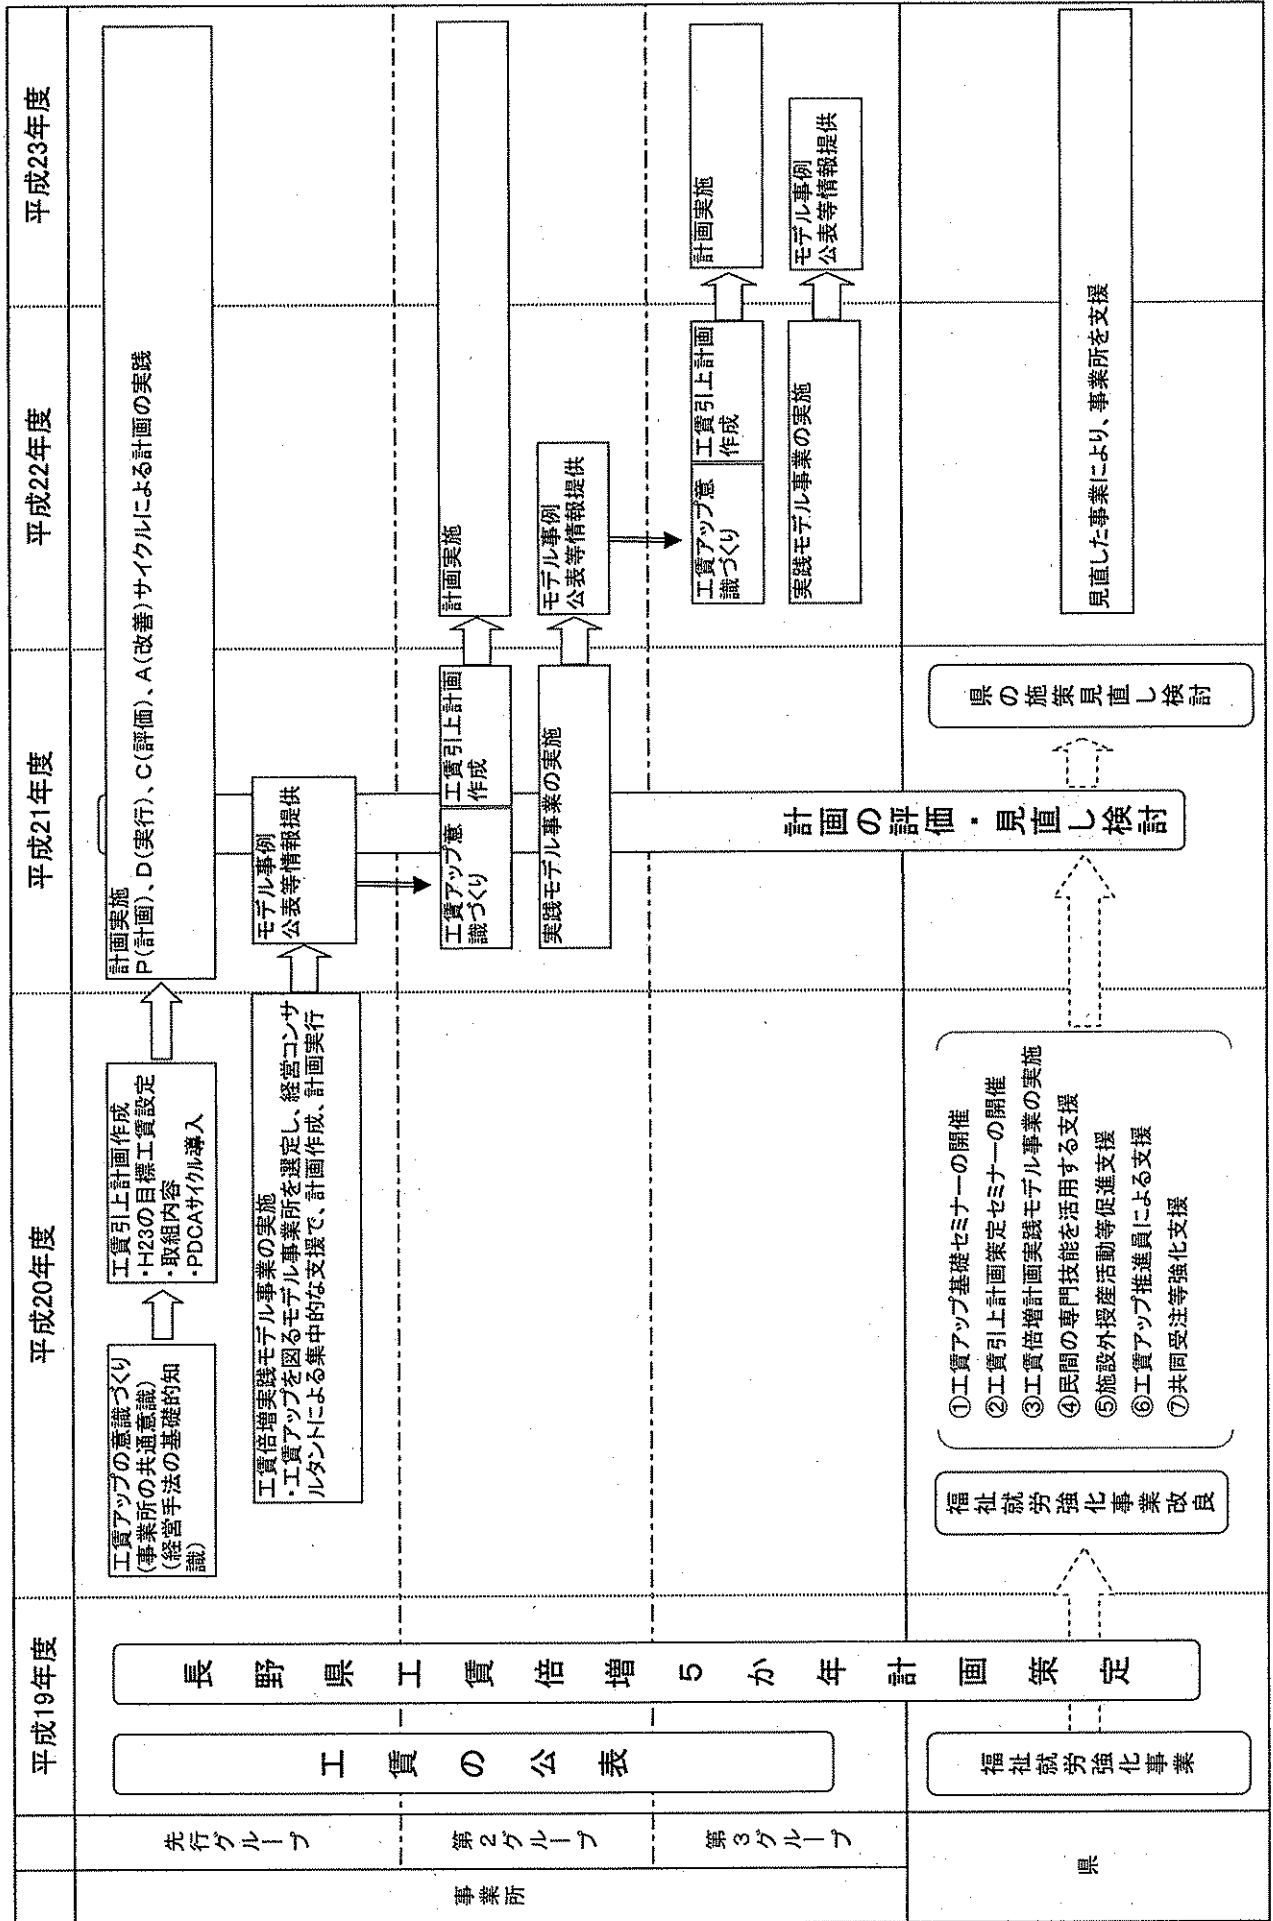 平成19年度
平成20年度
平成21年度
平成22年度
平成23年度
事業所
先行グループ
第2グループ
第3グループ
県
工賃の公表
長野県工賃倍増5か年計画策定
工賃アップの意識づくり
(事業所の共通意識)
(経営手法の基礎的知
識)
工賃引上計画作成
・H23の目標工賃設定
・取組内容
・PDCAサイクル導入
計画実施
P(計画)、D(実行)、C(評価)、A(改善)サイクルによる計画の実践
工賃倍増実践モデル事業の実施
・工賃アップを図るモデル事業所を選定し、経営コンサ
ルタントによる集中的な支援で、計画作成、計画実行
モデル事例
公表等情報提供
工賃アップ意
識づくり
工賃引上計画
作成
計画実施
実践モデル事業の実施
モデル事例
公表等情報提供
工賃アップ意
識づくり
工賃引上計画
作成
計画実施
実践モデル事業の実施
モデル事例
公表等情報提供
計画の評価・見直し検討
福祉就労強化事業
福祉就労強化事業改良
①工賃アップ基礎セミナーの開催
②工賃引上計画策定セミナーの開催
③工賃倍増計画実践モデル事業の実施
④民間の専門技能を活用する支援
⑤施設外授産活動等促進支援
⑥工賃アップ推進員による支援
⑦共同受注等強化支援
県の施策見直し検討
見直した事業により、事業所を支援